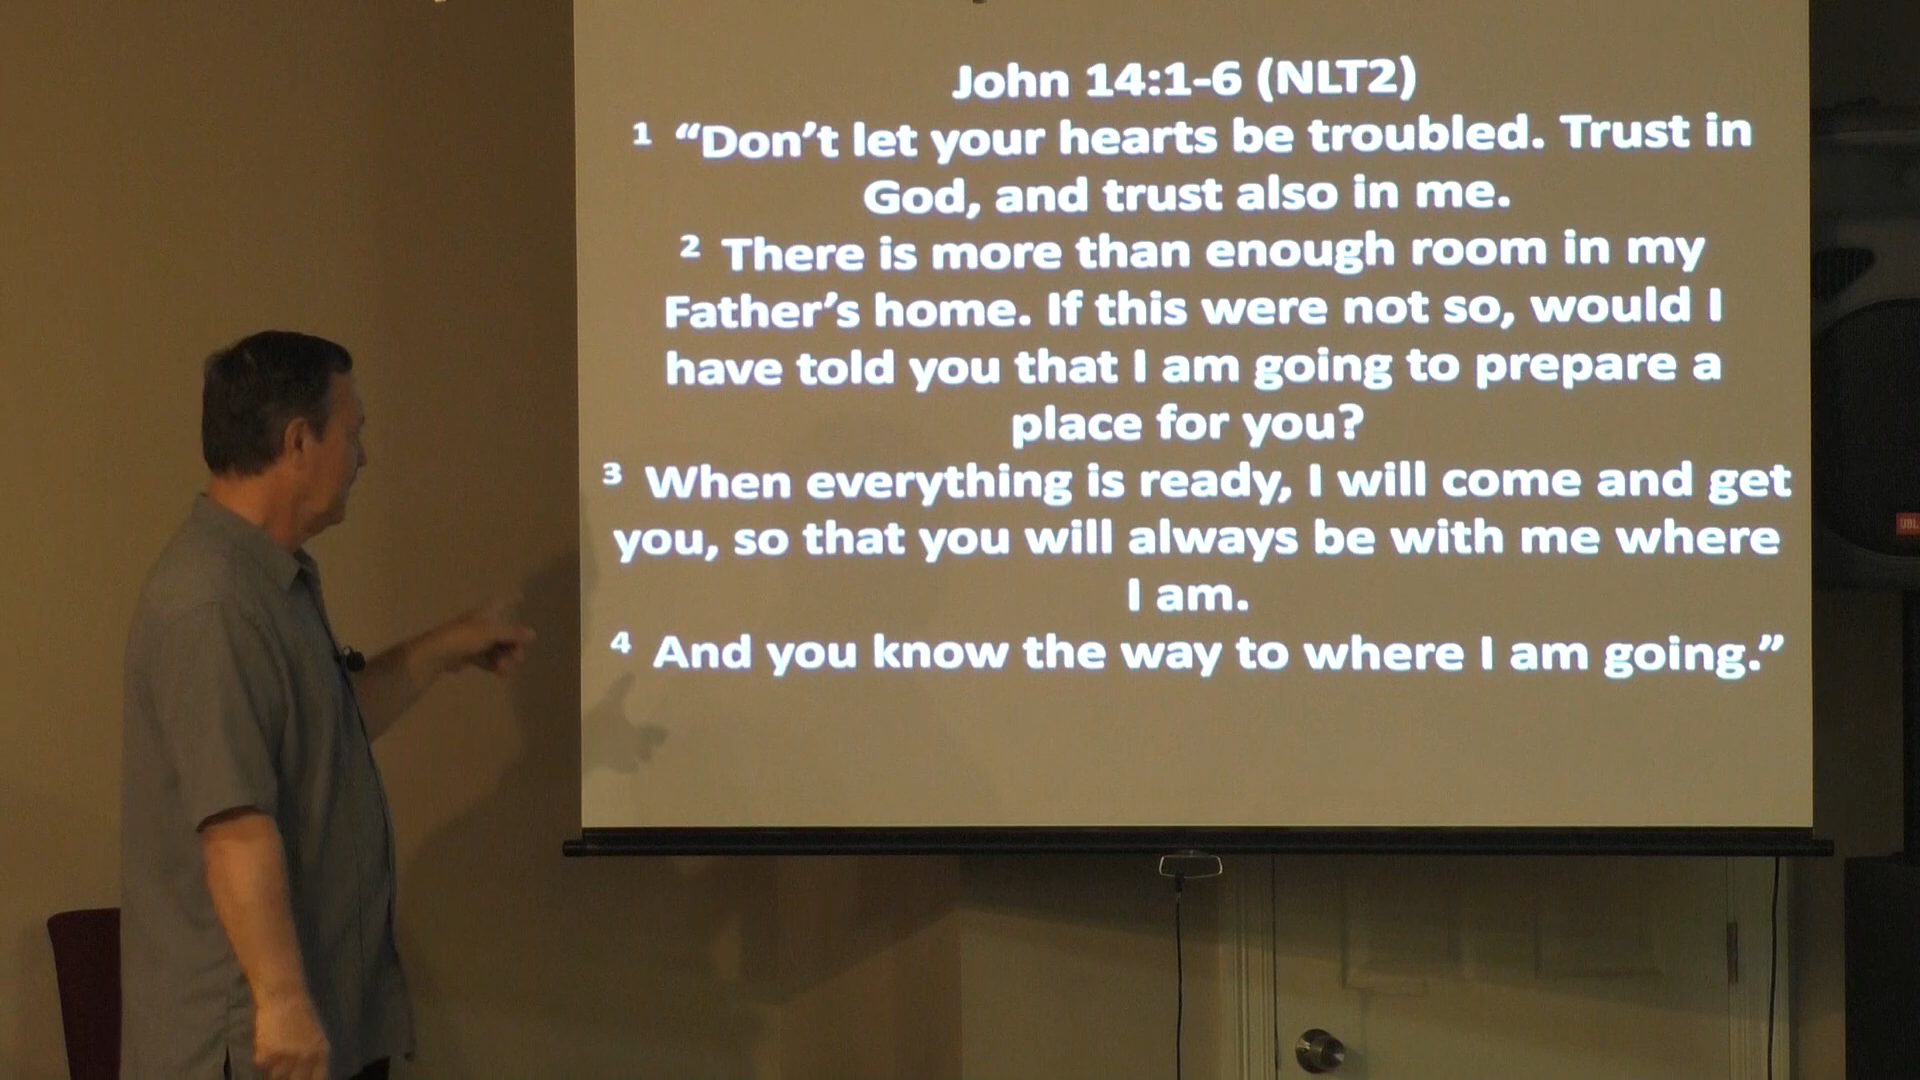 John 14:1-6 (NLT2)
1 “Don’t let your hearts be troubled. Trust in
God, and trust also in me.
2 There is more than enough room in my
Father’s home. If this were not so, would I
have told you that I am going to prepare a
place for you?
3 When everything is ready, I will come and get
you, so that you will always be with me where
I am.
4 And you know the way to where I am going.”
JBL